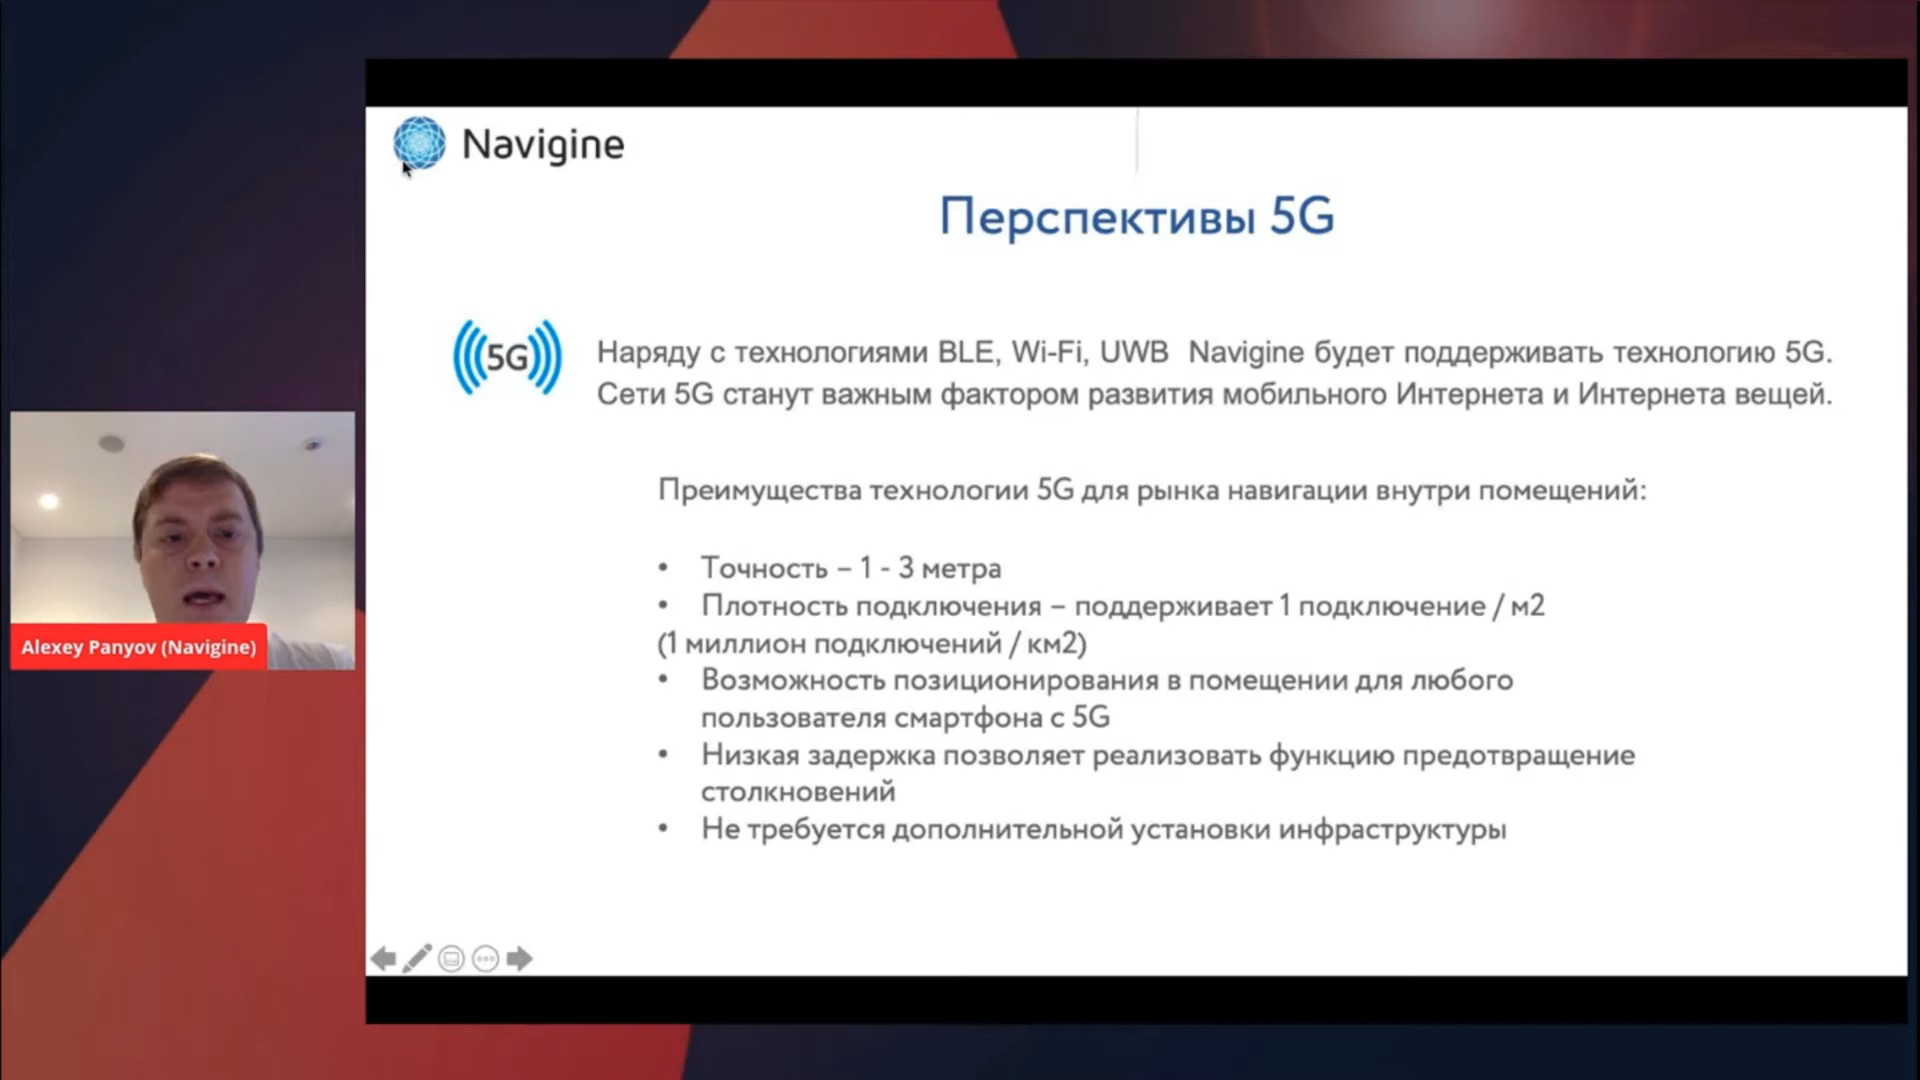 Navigine
Перспективы 5G
5G
Наряду с технологиями BLE, Wi-Fi, UWB Navigine будет поддерживать технологию 5G.
Сети 5G станут важным фактором развития мобильного Интернета и Интернета вещей.
Преимущества технологии 5G для рынка навигации внутри помещений:
• Точность – 1 - 3 метра
• Плотность подключения – поддерживает 1 подключение / м2
(1 миллион подключений / км2)
• Возможность позиционирования в помещении для любого
пользователя смартфона с 5G
• Низкая задержка позволяет реализовать функцию предотвращение
столкновений
• Не требуется дополнительной установки инфраструктуры
Alexey Panyov (Navigine)